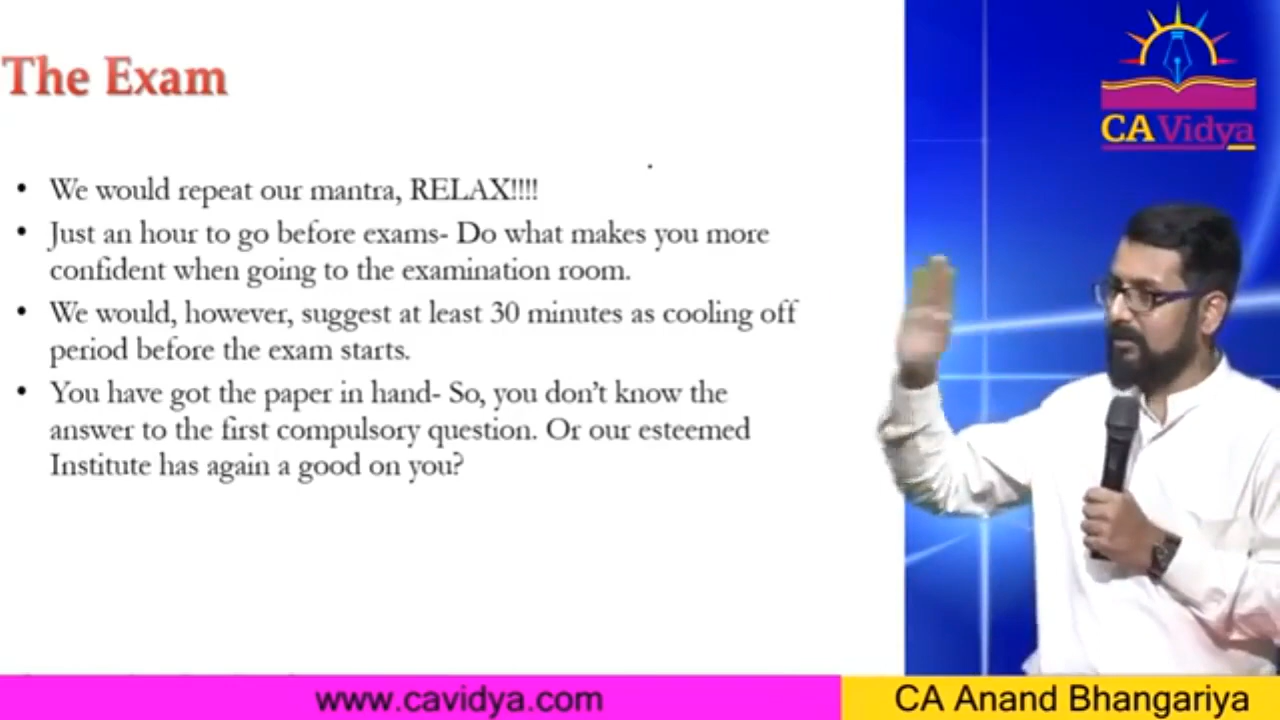 The Exam
CA Vidya
• We would repeat our mantra, RELAX!!!!
• Just an hour to go before exams- Do what makes you more
confident when going to the examination room.
• We would, however, suggest at least 30 minutes as cooling off
period before the exam starts.
• You have got the paper in hand- So, you don't know the
answer to the first compulsory question. Or our esteemed
Institute has again a good on you?
www.cavidya.com
CA Anand Bhangariya